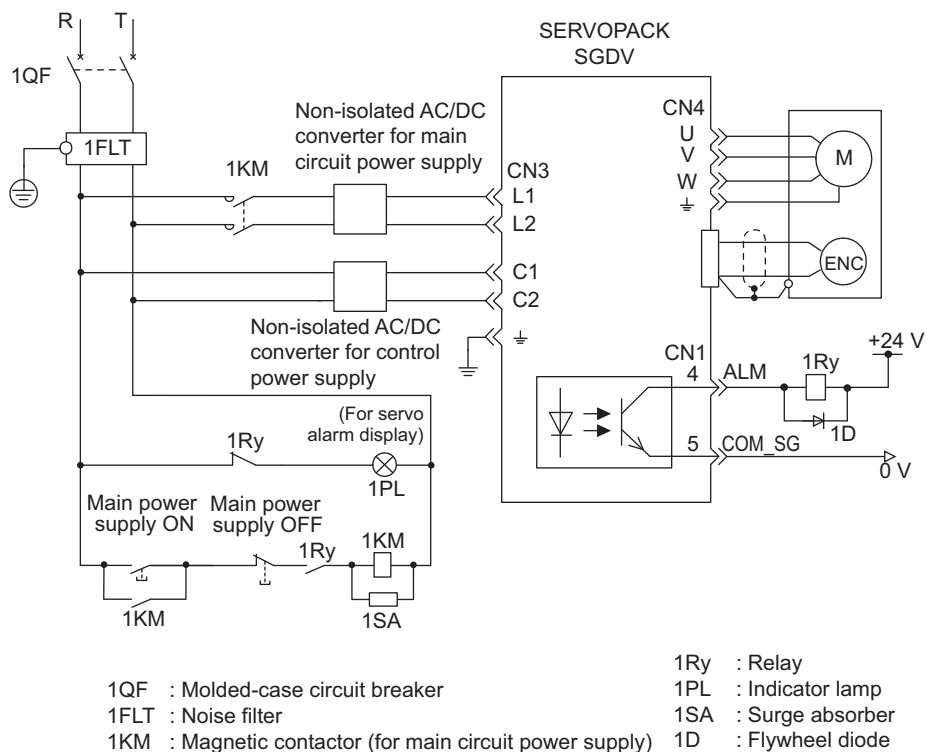 R
T
1QF
1FLT
SERVOPACK
SGDV
Non-isolated AC/DC
converter for main
circuit power supply
1KM
CN3
L1
L2
C1
C2
CN4
U
V
W
M
ENC
Non-isolated AC/DC
converter for control
power supply
CN1
4
ALM
1Ry
+24 V
1D
5
COM_SG
0 V
(For servo
alarm display)
1Ry
1PL
Main power
supply ON
Main power
supply OFF
1Ry
1KM
1KM
1SA
1QF : Molded-case circuit breaker
1FLT : Noise filter
1KM : Magnetic contactor (for main circuit power supply)
1Ry : Relay
1PL : Indicator lamp
1SA : Surge absorber
1D : Flywheel diode